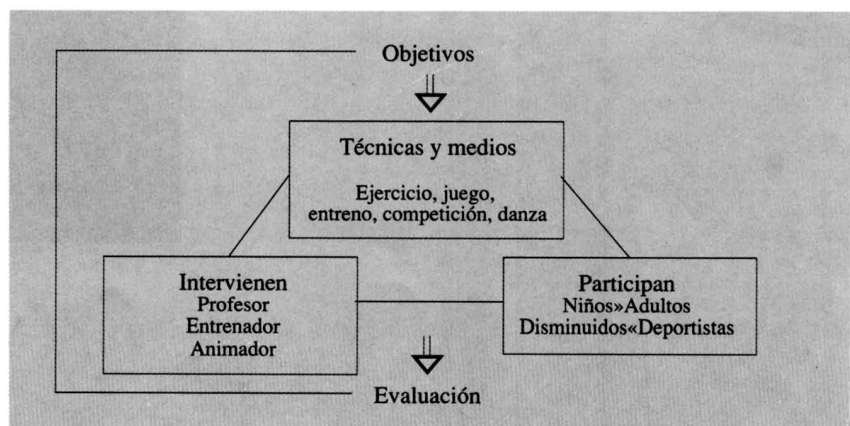 Objetivos
Técnicas y medios
Ejercicio, juego,
entreno, competición, danza
Intervienen
Profesor
Entrenador
Animador
Participan
Niños»Adultos
Disminuidos«Deportistas
Evaluación